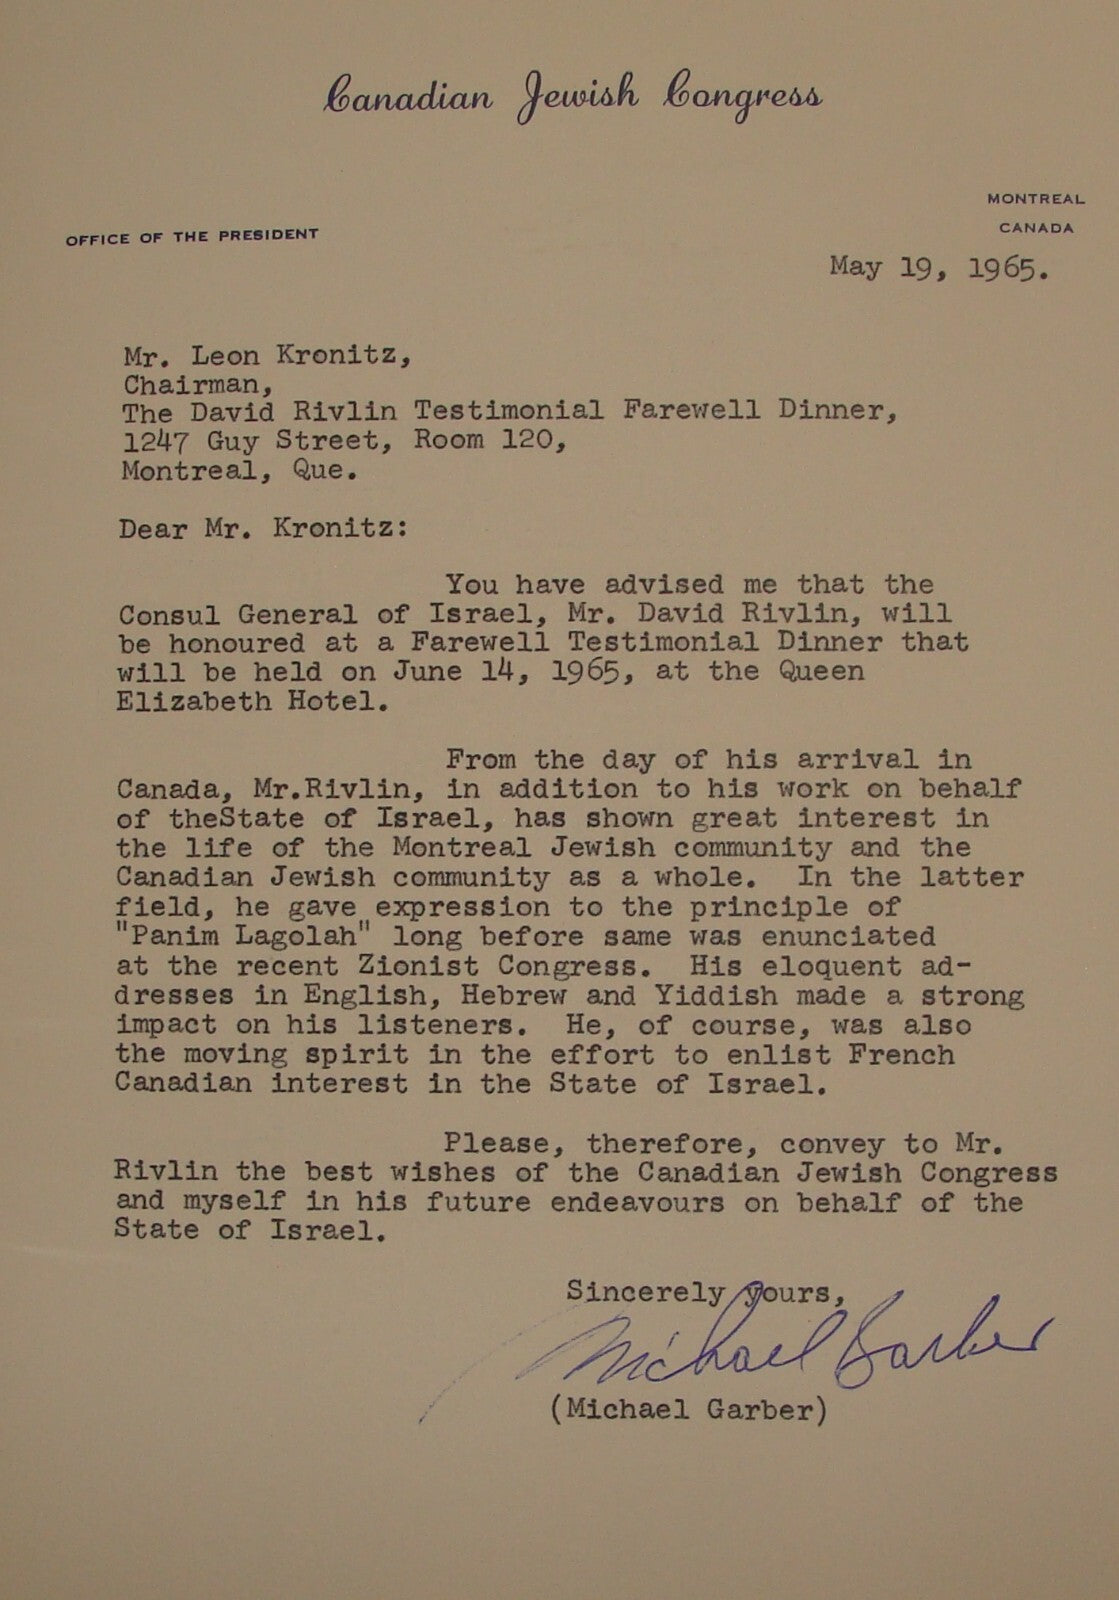 Canadian Jewish Congress
MONTREAL
CANADA
OFFICE OF THE PRESIDENT
May 19, 1965.
Mr. Leon Kronitz,
Chairman,
The David Rivlin Testimonial Farewell Dinner,
1247 Guy Street, Room 120,
Montreal, Que.
Dear Mr. Kronitz:
You have advised me that the
Consul General of Israel, Mr. David Rivlin, will
be honoured at a Farewell Testimonial Dinner that
will be held on June 14, 1965, at the Queen
Elizabeth Hotel.
From the day of his arrival in
Canada, Mr.Rivlin, in addition to his work on behalf
of theState of Israel, has shown great interest in
the life of the Montreal Jewish community and the
Canadian Jewish community as a whole. In the latter
field, he gave expression to the principle of
"Panim Lagolah" long before same was enunciated
at the recent Zionist Congress. His eloquent ad-
dresses in English, Hebrew and Yiddish made a strong
impact on his listeners. He, of course, was also
the moving spirit in the effort to enlist French
Canadian interest in the State of Israel.
Please, therefore, convey to Mr.
Rivlin the best wishes of the Canadian Jewish Congress
and myself in his future endeavours on behalf of the
State of Israel.
Sincerely yours,
Michael Garber
(Michael Garber)